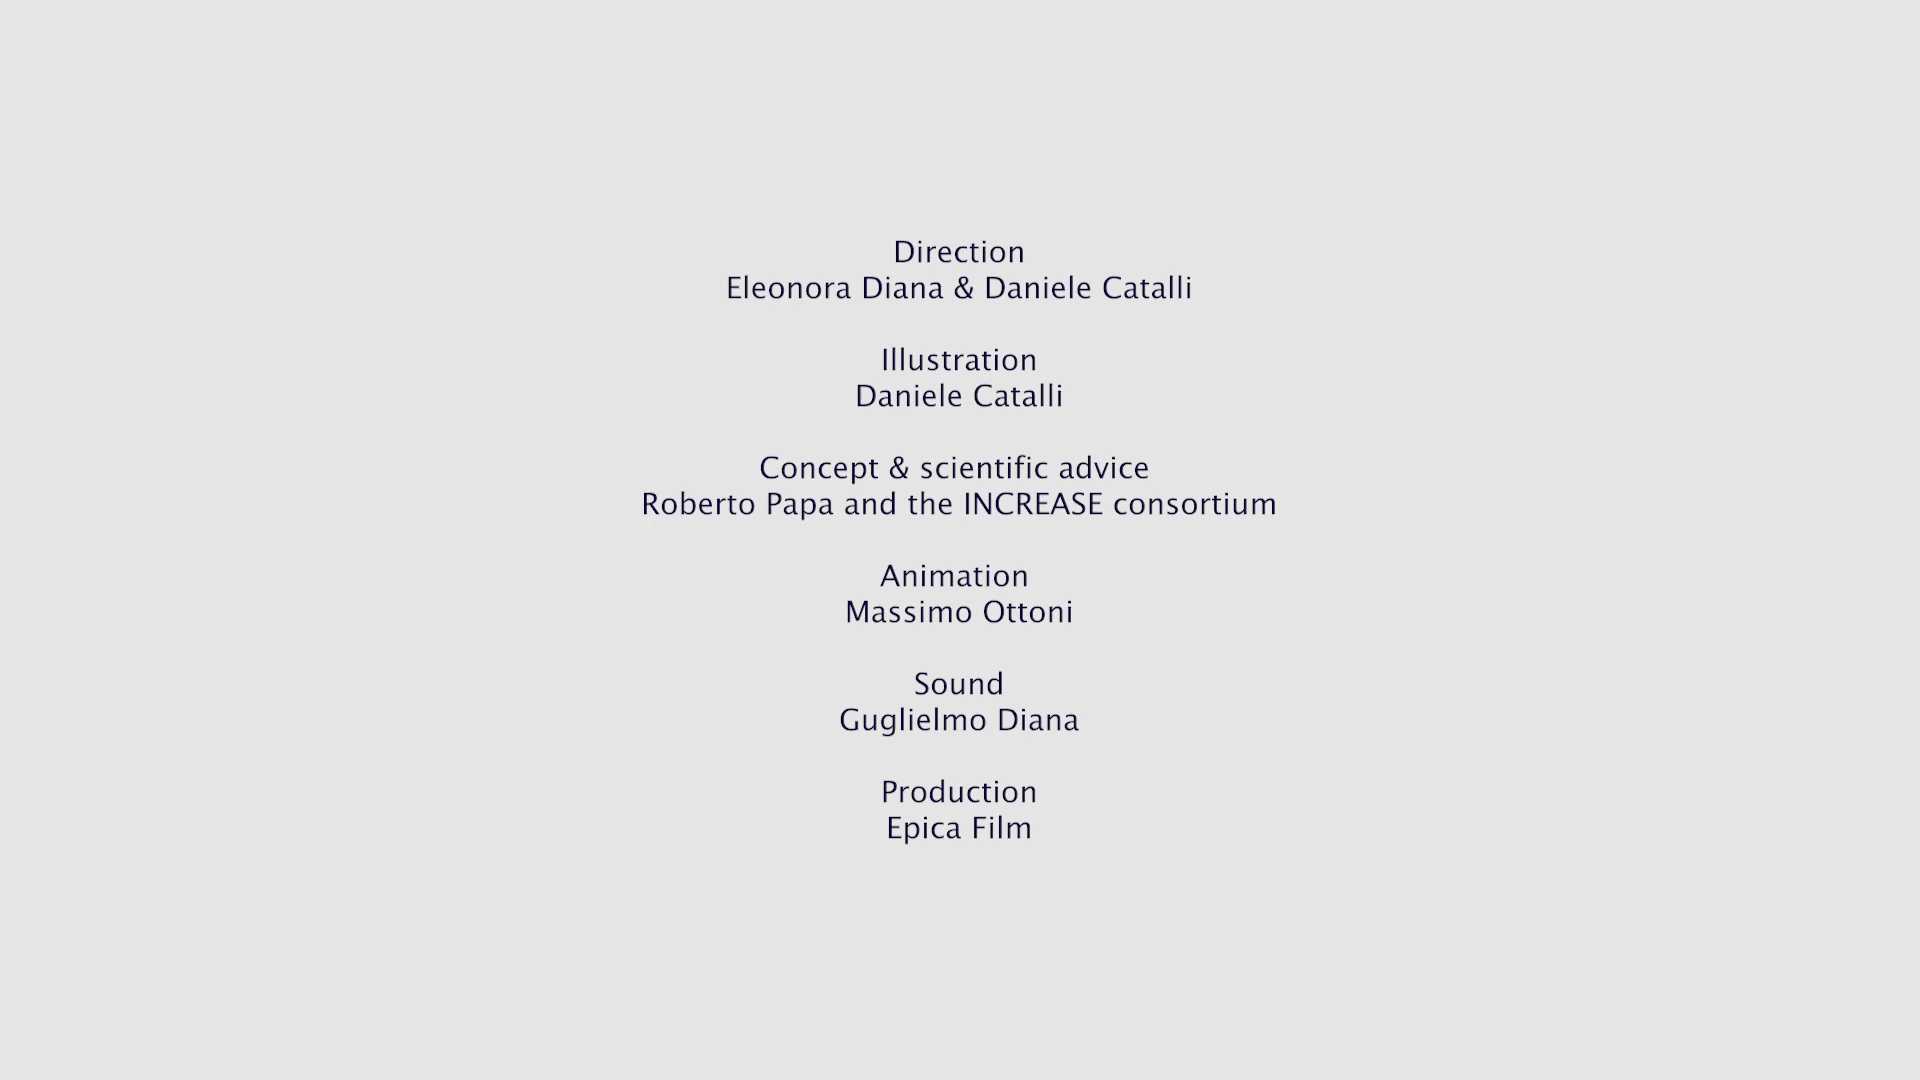 Direction
Eleonora Diana & Daniele Catalli
Illustration
Daniele Catalli
Concept & scientific advice
Roberto Papa and the INCREASE consortium
Animation
Massimo Ottoni
Sound
Guglielmo Diana
Production
Epica Film